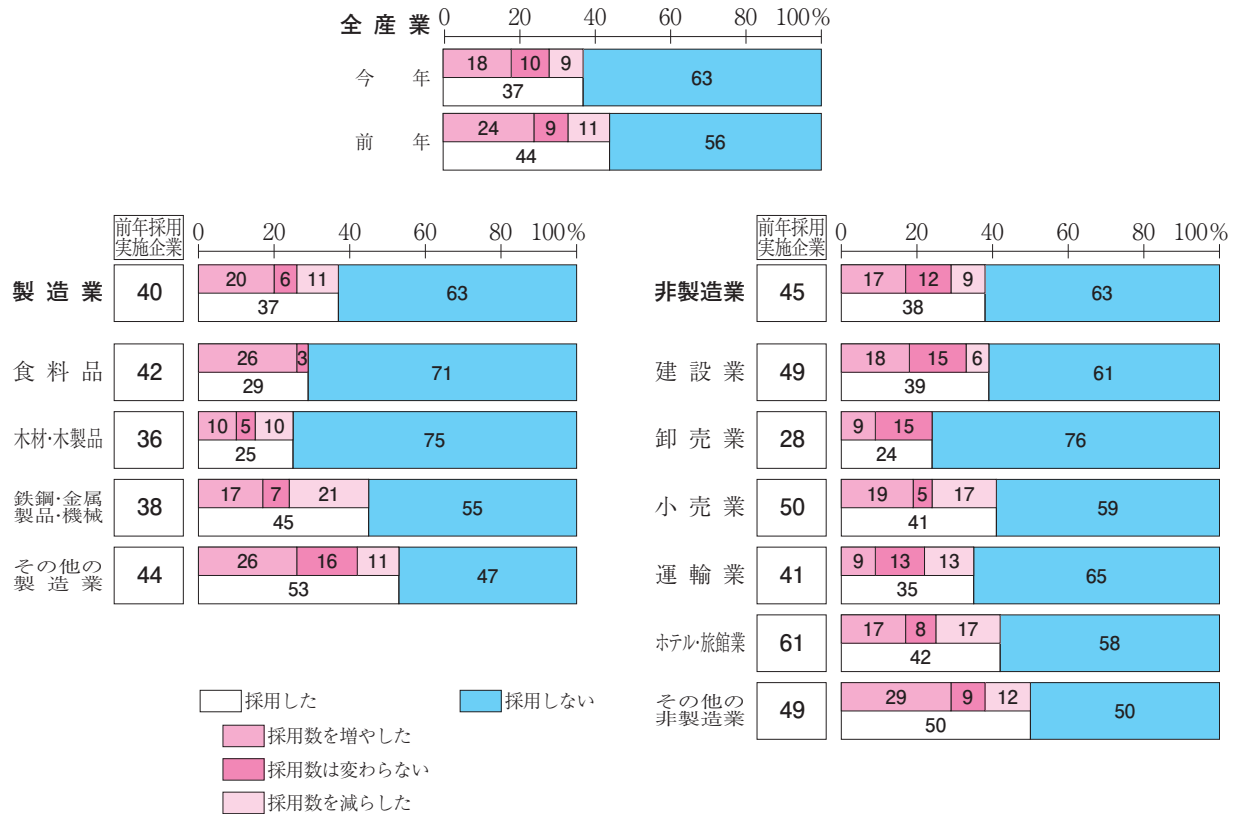 全産業 0 20 40 60 80 100%
今年 18 10 9 63
37
前年 24 9 11 56
44
前年採用
実施企業
0 20 40 60 80 100%
製造業 40 20 6 11 63
37
食料品 42 26 3 71
29
木材・木製品 36 10 5 10 75
25
鉄鋼・金属
製品・機械
38 17 7 21 55
45
その他の
製造業
44 26 16 11 47
53
前年採用
実施企業
0 20 40 60 80 100%
非製造業 45 17 12 9 63
38
建設業 49 18 15 6 61
39
卸売業 28 9 15 76
24
小売業 50 19 5 17 59
41
運輸業 41 9 13 13 65
35
ホテル・旅館業 61 17 8 17 58
42
その他の
非製造業
49 29 9 12 50
50
採用した 採用しない
採用数を増やした
採用数は変わらない
採用数を減らした